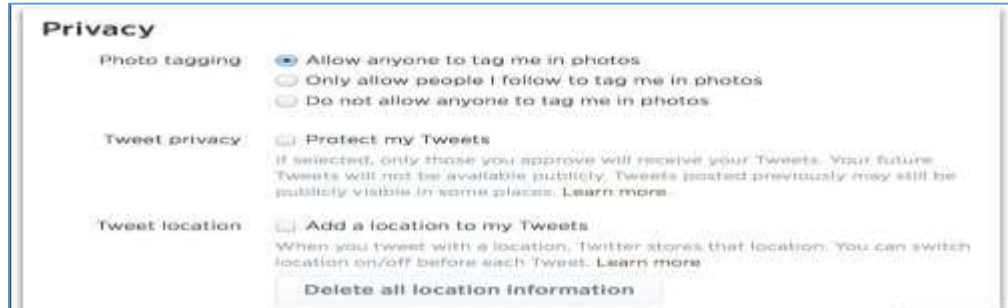 Privacy
Photo tagging Allow anyone to tag me in photos
Only allow people I follow to tag me in photos
Do not allow anyone to tag me in photos
Tweet privacy Protect my Tweets
If selected, only those you approve will receive your Tweets. Your future
Tweets will not be available publicly. Tweets posted previously may still be
publicly visible in some places. Learn more.
Tweet location Add a location to my Tweets
When you tweet with a location, Twitter stores that location. You can switch
location on/off before each Tweet. Learn more
Delete all location information